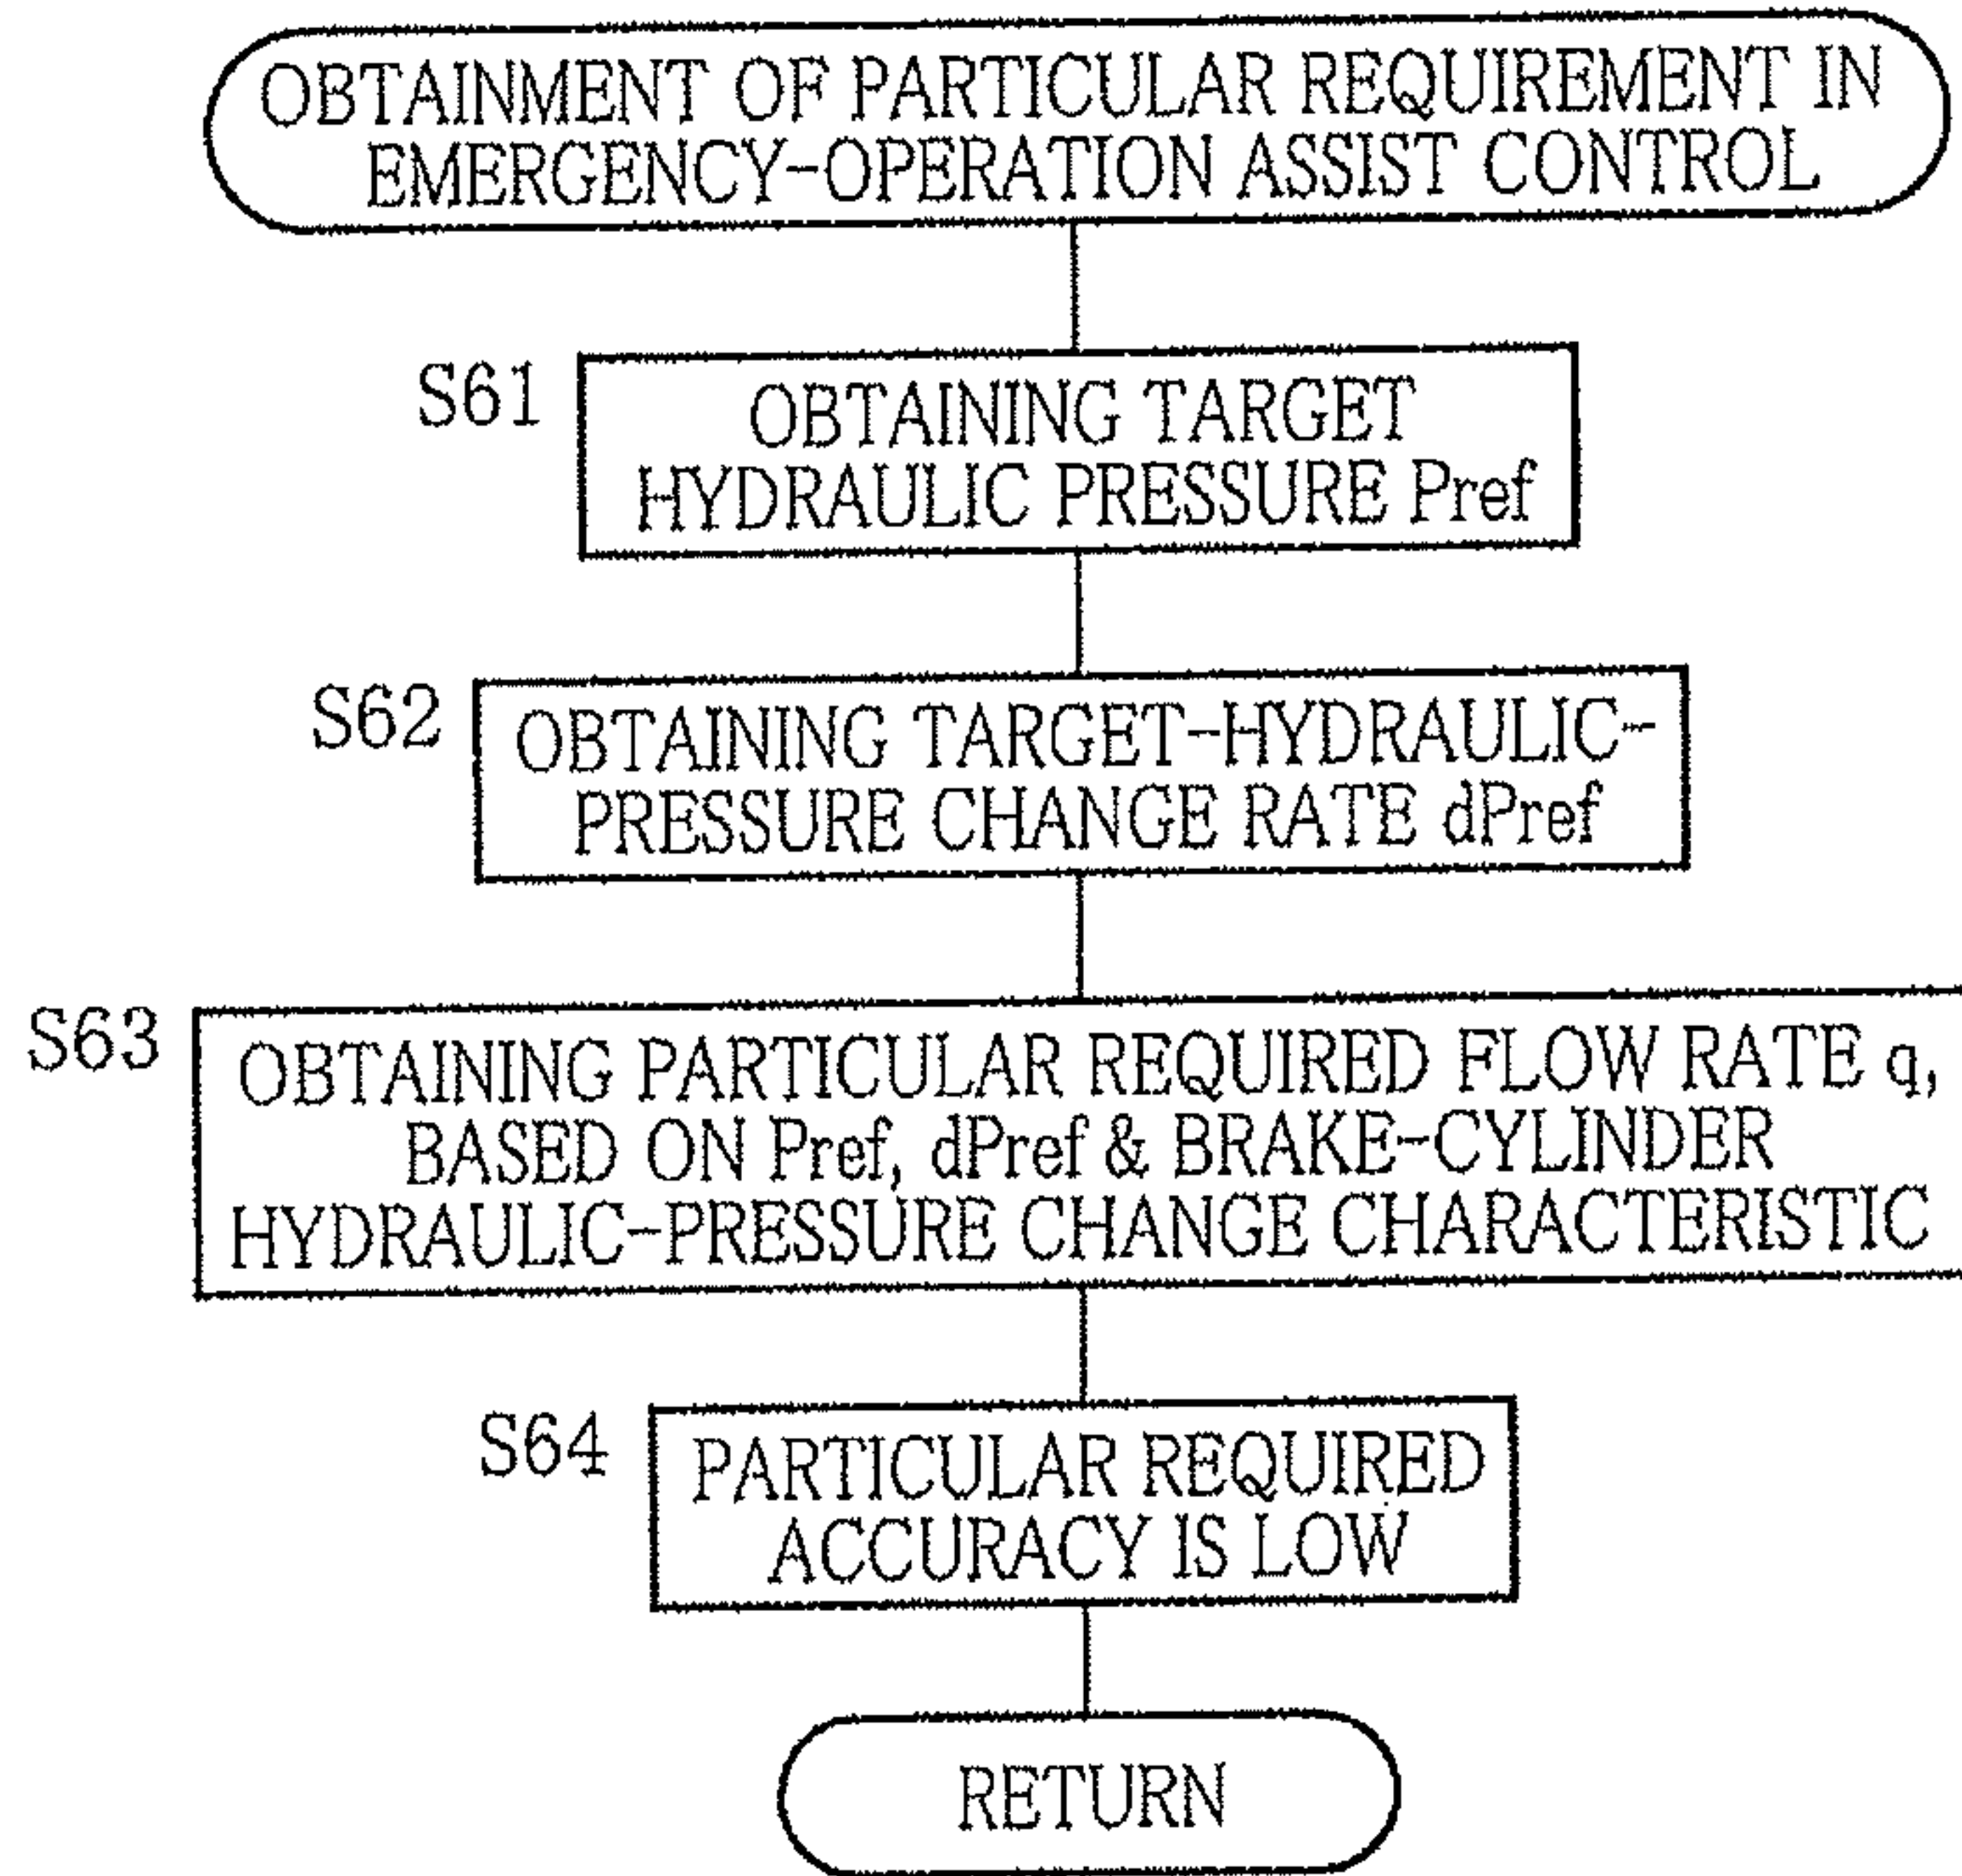 OBTAINMENT OF PARTICULAR REQUIREMENT IN
EMERGENCY-OPERATION ASSIST CONTROL
S61
OBTAINING TARGET
HYDRAULIC PRESSURE Pref
S62
OBTAINING TARGET-HYDRAULIC-
PRESSURE CHANGE RATE dPref
S63
OBTAINING PARTICULAR REQUIRED FLOW RATE q,
BASED ON Pref, dPref & BRAKE-CYLINDER
HYDRAULIC-PRESSURE CHANGE CHARACTERISTIC
S64
PARTICULAR REQUIRED
ACCURACY IS LOW
RETURN